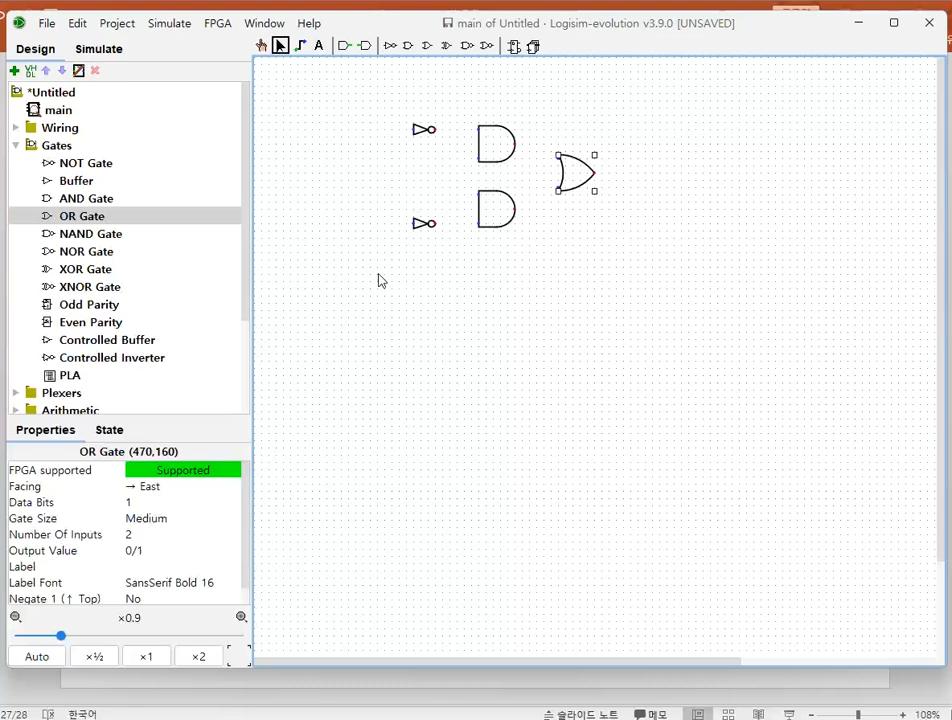 File Edit Project Simulate FPGA Window Help
main of Untitled · Logisim-evolution v3.9.0 [UNSAVED]
Design Simulate
A
VH
DL
*Untitled
main
Wiring
Gates
NOT Gate
Buffer
AND Gate
OR Gate
NAND Gate
NOR Gate
XOR Gate
XNOR Gate
Odd Parity
Even Parity
Controlled Buffer
Controlled Inverter
PLA
Plexers
Arithmetic
Properties State
OR Gate (470,160)
FPGA supported Supported
Facing → East
Data Bits 1
Gate Size Medium
Number Of Inputs 2
Output Value 0/1
Label
Label Font SansSerif Bold 16
Negate 1 (↑ Top) No
×0.9
Auto ×½ ×1 ×2
27/28 한국어 슬라이드 노트 메모 108%